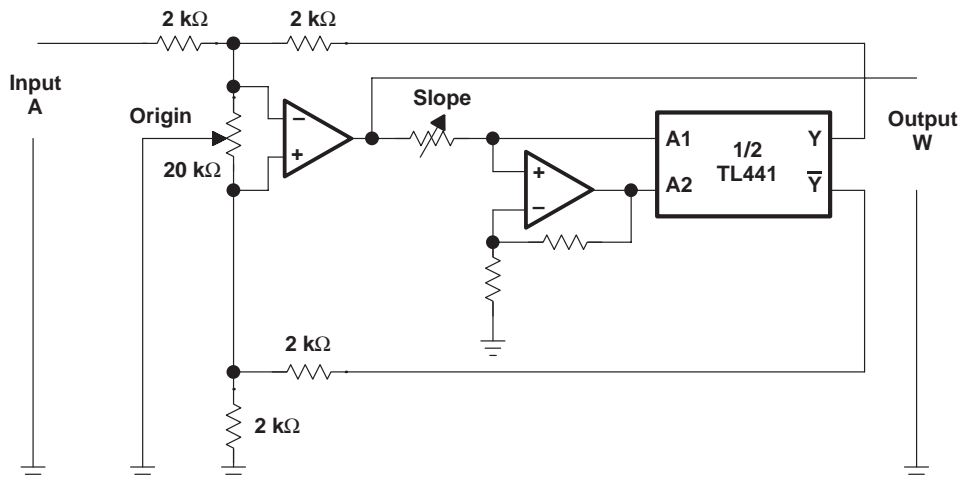 2 kΩ
2 kΩ
Input
A
Origin
20 kΩ
−
+
Slope
+
−
A1
A2
1/2
TL441
Y
Y̅
Output
W
2 kΩ
2 kΩ